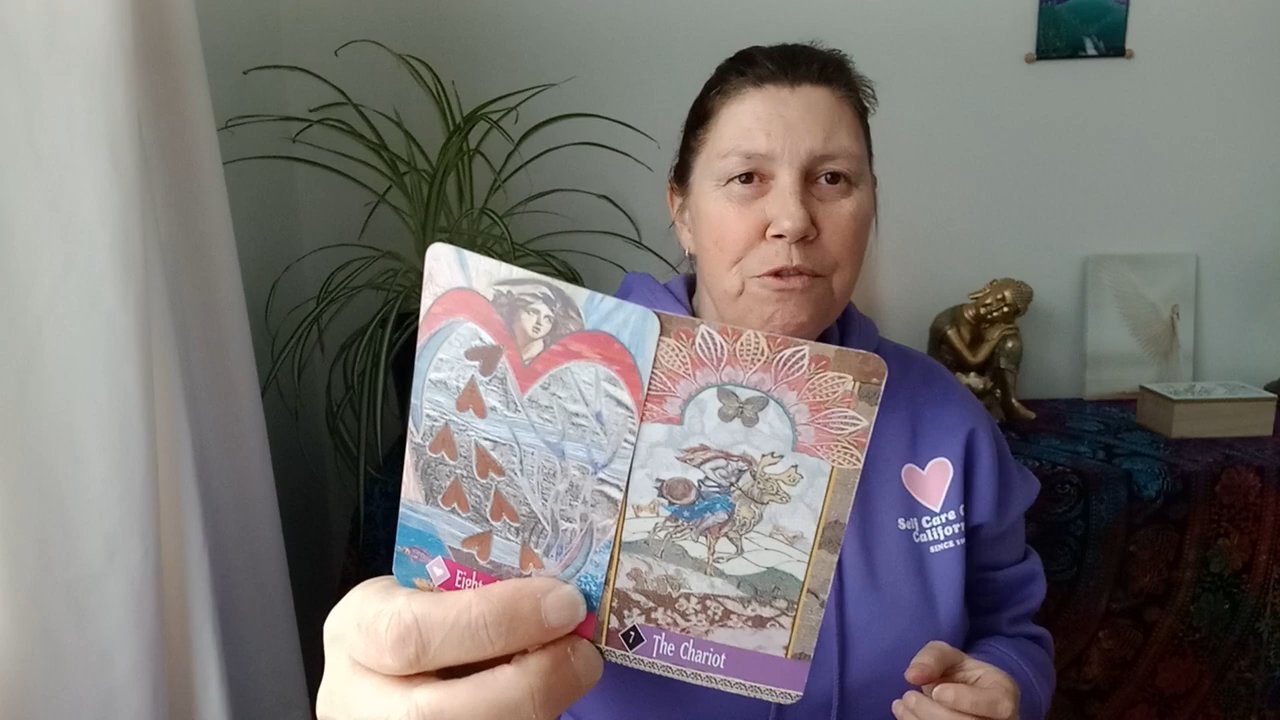 Eight
7
The Chariot
Self Care
Californ
SINCE